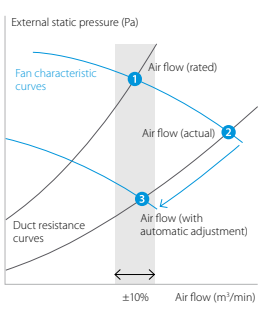 External static pressure (Pa)
Fan characteristic
curves
1
Air flow (rated)
Air flow (actual)
2
3
Duct resistance
curves
Air flow (with
automatic adjustment)
±10%
Air flow (m³/min)